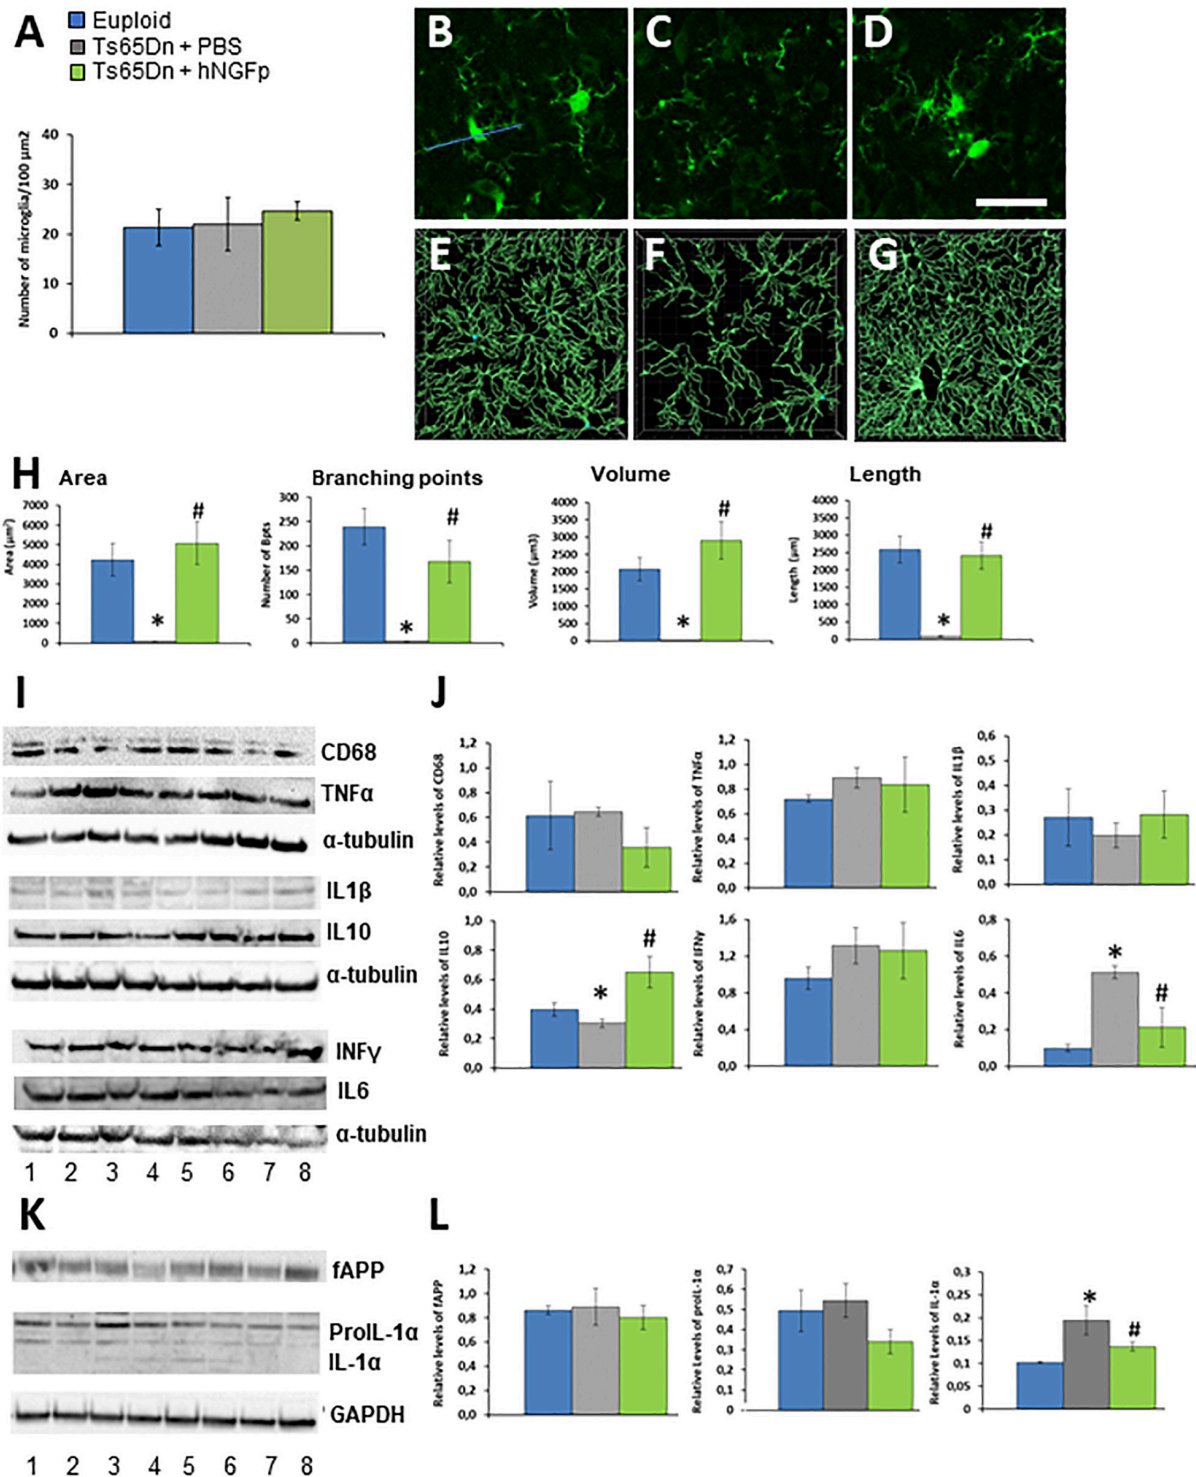 A
Euploid
Ts65Dn + PBS
Ts65Dn + hNGFp
Number of microglia/100 µm2
40
30
20
10
0
B
C
D
E
F
G
H
Area
Area (µm²)
7000
6000
5000
4000
3000
2000
1000
0
*
#
Branching points
Number of Bpts
300
250
200
150
100
50
0
*
#
Volume
Volume (µm3)
4000
3500
3000
2500
2000
1500
1000
500
0
*
#
Length
Length (µm)
4000
3500
3000
2500
2000
1500
1000
500
0
*
#
I
CD68
TNFα
α-tubulin
IL1β
IL10
α-tubulin
INFγ
IL6
α-tubulin
1 2 3 4 5 6 7 8
J
Relative levels of CD68
1,2
1,0
0,8
0,6
0,4
0,2
0,0
Relative levels of TNFα
1,2
1,0
0,8
0,6
0,4
0,2
0,0
Relative levels of IL1β
0,6
0,5
0,4
0,3
0,2
0,1
0,0
Relative levels of IL10
1,0
0,8
0,6
0,4
0,2
0,0
*
#
Relative levels of IFNγ
1,6
1,2
0,8
0,4
0,0
Relative levels of IL6
0,8
0,6
0,4
0,2
0,0
*
#
K
fAPP
ProIL-1α
IL-1α
GAPDH
1 2 3 4 5 6 7 8
L
Relative levels of fAPP
1,2
1,0
0,8
0,6
0,4
0,2
0,0
Relative Levels of proIL-1α
0,7
0,6
0,5
0,4
0,3
0,2
0,1
0
Relative Levels of IL-1α
0,3
0,25
0,2
0,15
0,1
0,05
0
*
#